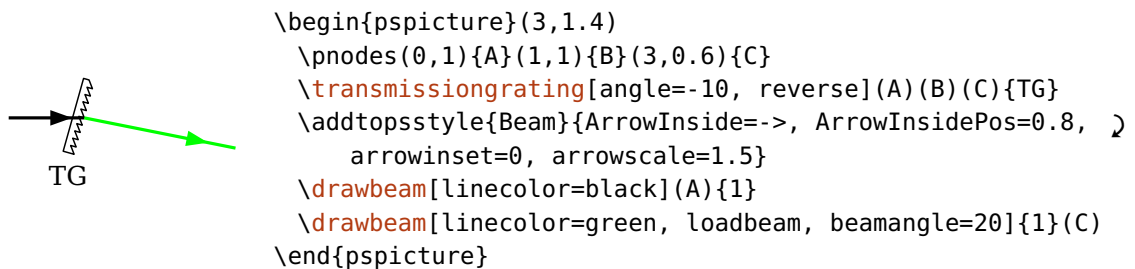 TG
\begin{pspicture}(3,1.4)
\pnodes(0,1){A}(1,1){B}(3,0.6){C}
\transmissiongrating[angle=-10, reverse](A)(B)(C){TG}
\addtopsstyle{Beam}{ArrowInside=->, ArrowInsidePos=0.8,
arrowinset=0, arrowscale=1.5}
\drawbeam[linecolor=black](A){1}
\drawbeam[linecolor=green, loadbeam, beamangle=20]{1}(C)
\end{pspicture}